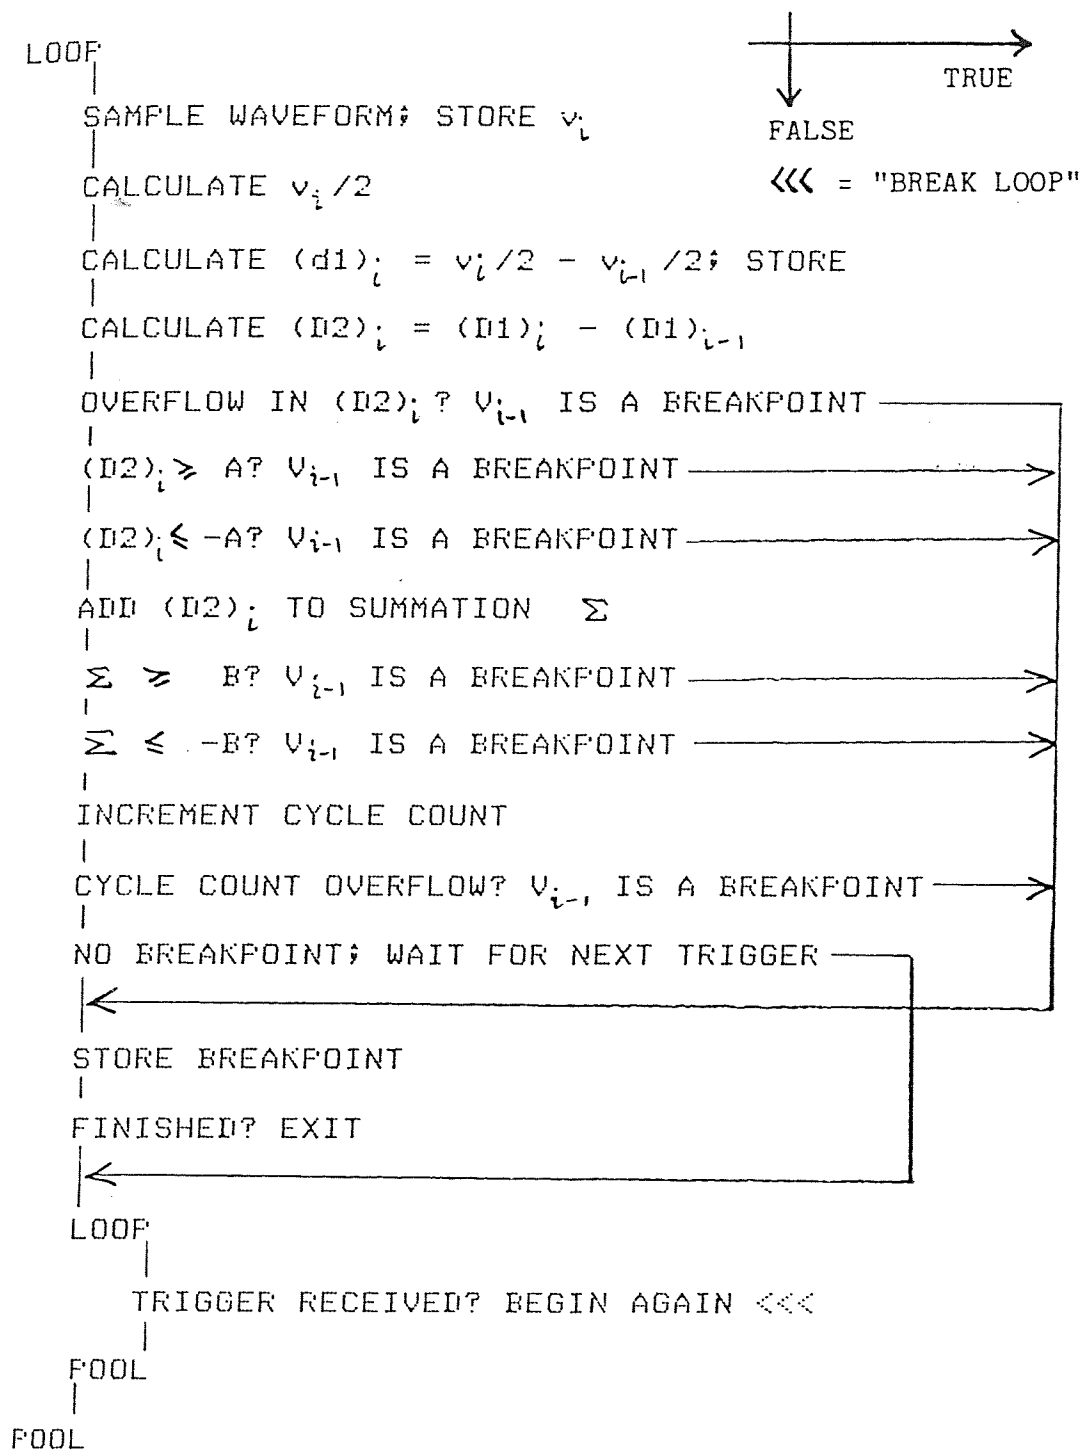 LOOP
TRUE
SAMPLE WAVEFORM; STORE vᵢ
FALSE
CALCULATE vᵢ/2
<<< = "BREAK LOOP"
CALCULATE (d1)ᵢ = vᵢ/2 - vᵢ₋₁/2; STORE
CALCULATE (D2)ᵢ = (D1)ᵢ - (D1)ᵢ₋₁
OVERFLOW IN (D2)ᵢ? Vᵢ₋₁ IS A BREAKPOINT
(D2)ᵢ ≥ A? Vᵢ₋₁ IS A BREAKPOINT
(D2)ᵢ ≤ -A? Vᵢ₋₁ IS A BREAKPOINT
ADD (D2)ᵢ TO SUMMATION Σ
Σ ≥ B? Vᵢ₋₁ IS A BREAKPOINT
Σ ≤ -B? Vᵢ₋₁ IS A BREAKPOINT
INCREMENT CYCLE COUNT
CYCLE COUNT OVERFLOW? Vᵢ₋₁ IS A BREAKPOINT
NO BREAKPOINT; WAIT FOR NEXT TRIGGER
STORE BREAKPOINT
FINISHED? EXIT
LOOP
TRIGGER RECEIVED? BEGIN AGAIN <<<
POOL
POOL